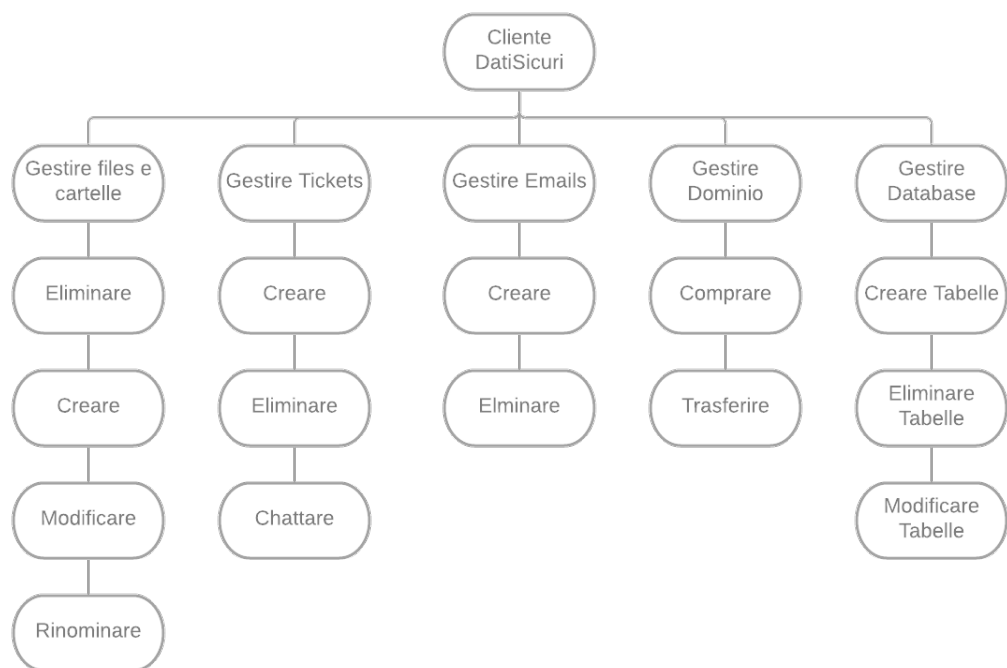 Cliente
DatiSicuri
Gestire files e
cartelle
Gestire Tickets
Gestire Emails
Gestire
Dominio
Gestire
Database
Eliminare
Creare
Creare
Comprare
Creare Tabelle
Creare
Eliminare
Elminare
Trasferire
Eliminare
Tabelle
Modificare
Chattare
Modificare
Tabelle
Rinominare